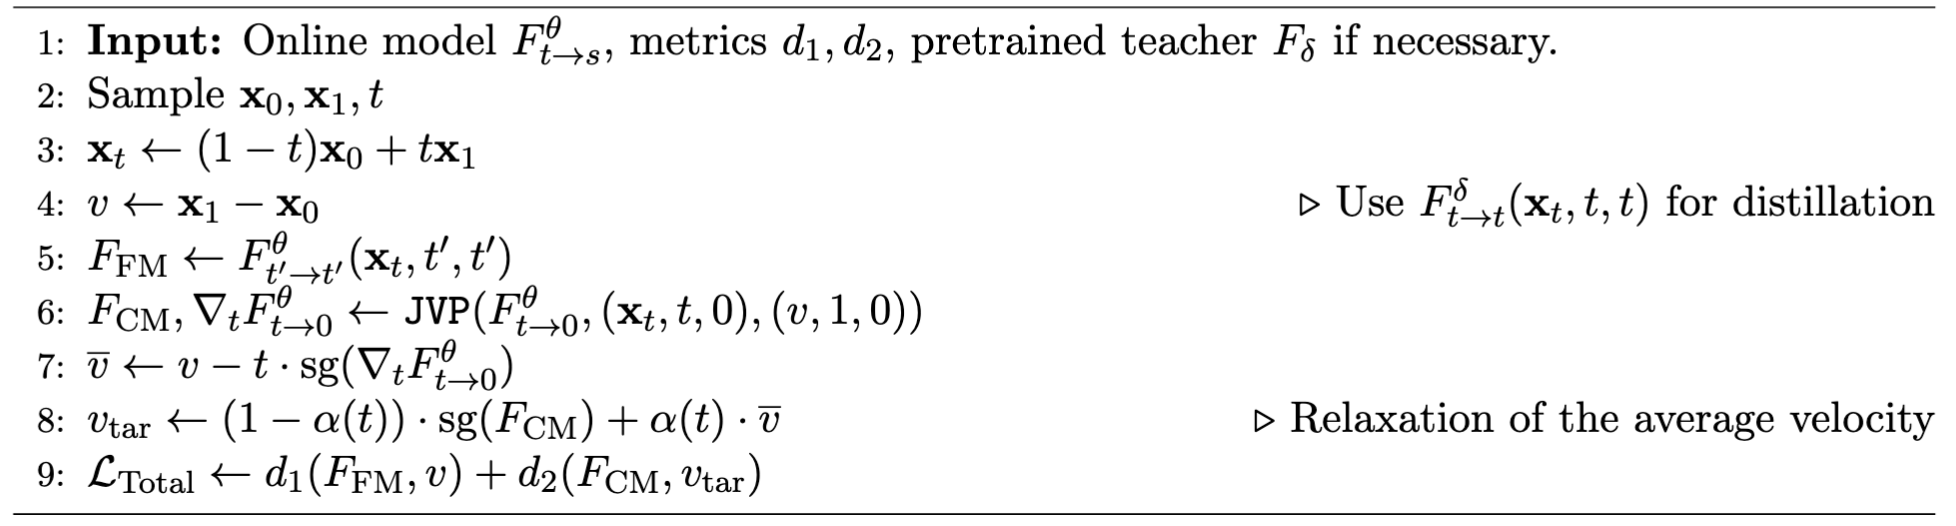 1: Input: Online model $F^{\theta}_{t\to s}$, metrics $d_1, d_2$, pretrained teacher $F_{\delta}$ if necessary.
2: Sample $\mathbf{x}_0, \mathbf{x}_1, t$
3: $\mathbf{x}_t \leftarrow (1-t)\mathbf{x}_0 + t\mathbf{x}_1$
4: $v \leftarrow \mathbf{x}_1 - \mathbf{x}_0$ ▷ Use $F^{\delta}_{t\to t}(\mathbf{x}_t, t, t)$ for distillation
5: $F_{\mathrm{FM}} \leftarrow F^{\theta}_{t'\to t'}(\mathbf{x}_t, t', t')$
6: $F_{\mathrm{CM}}, \nabla_t F^{\theta}_{t\to 0} \leftarrow \mathtt{JVP}(F^{\theta}_{t\to 0}, (\mathbf{x}_t, t, 0), (v, 1, 0))$
7: $\overline{v} \leftarrow v - t \cdot \mathrm{sg}(\nabla_t F^{\theta}_{t\to 0})$
8: $v_{\mathrm{tar}} \leftarrow (1-\alpha(t)) \cdot \mathrm{sg}(F_{\mathrm{CM}}) + \alpha(t) \cdot \overline{v}$ ▷ Relaxation of the average velocity
9: $\mathcal{L}_{\mathrm{Total}} \leftarrow d_1(F_{\mathrm{FM}}, v) + d_2(F_{\mathrm{CM}}, v_{\mathrm{tar}})$